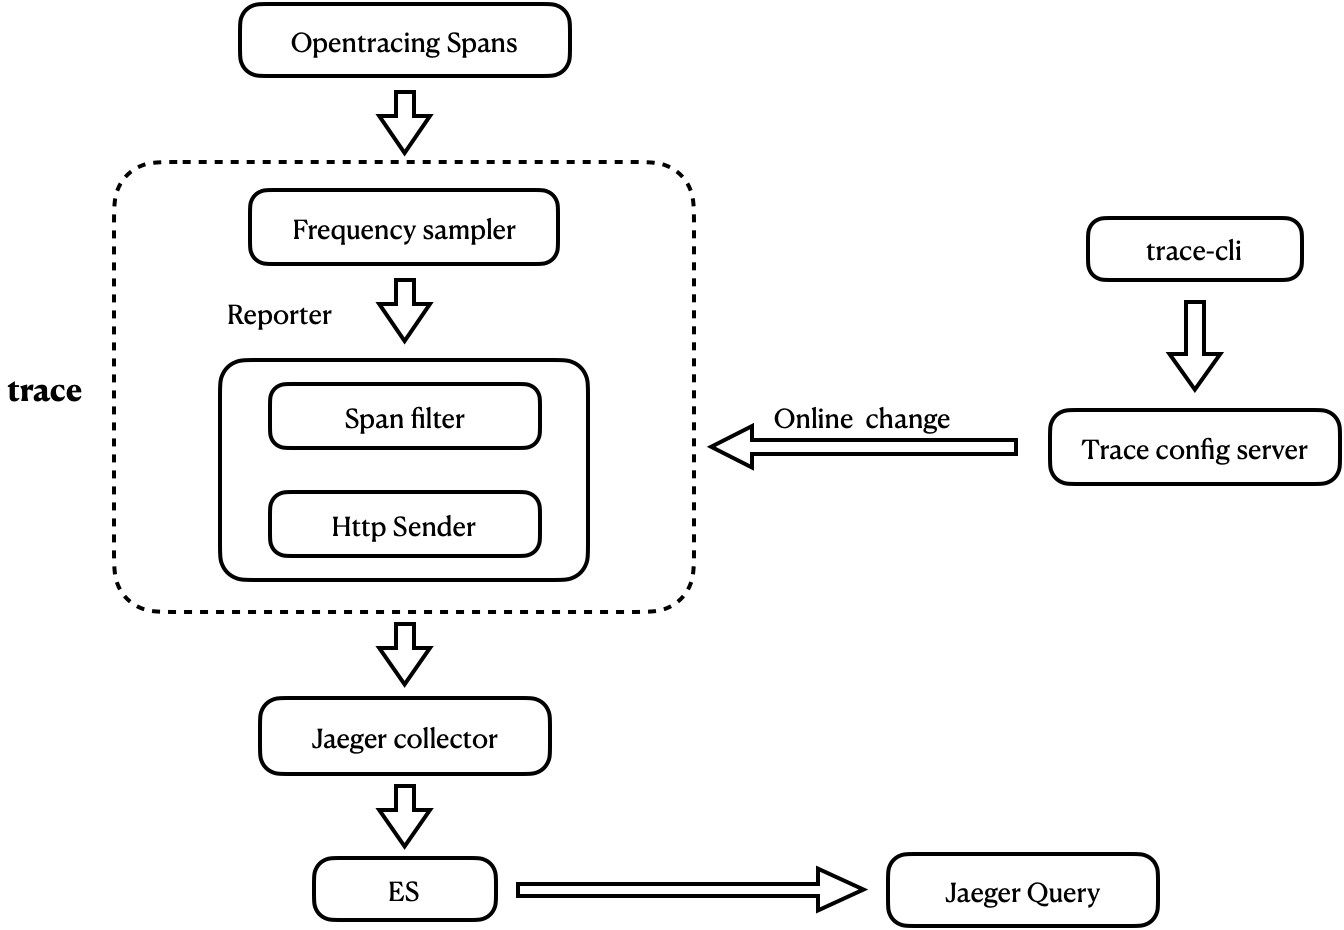 Opentracing Spans
Frequency sampler
trace-cli
Reporter
trace
Span filter
Online change
Trace config server
Http Sender
Jaeger collector
ES
Jaeger Query